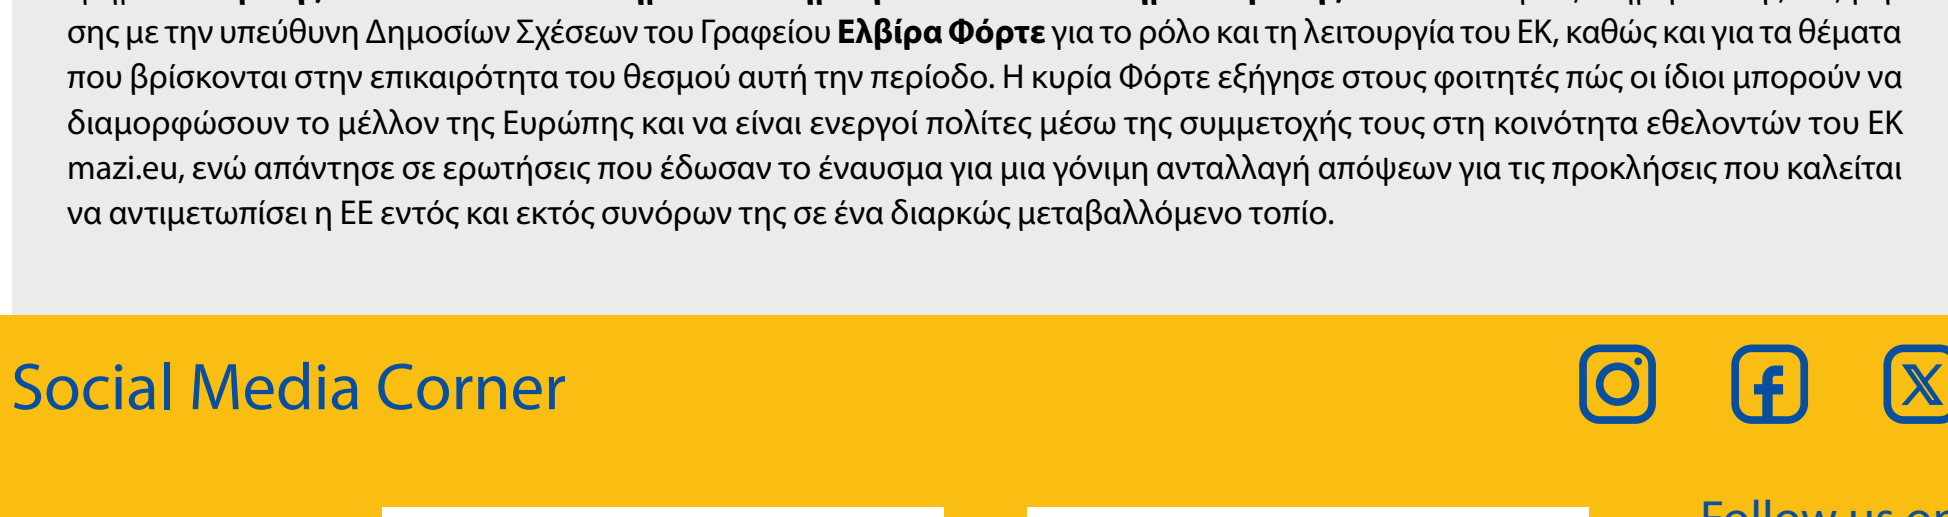 σης με την υπεύθυνη Δημοσίων Σχέσεων του Γραφείου Ελβίρα Φόρτε για το ρόλο και τη λειτουργία του ΕΚ, καθώς και για τα θέματα
που βρίσκονται στην επικαιρότητα του θεσμού αυτή την περίοδο. Η κυρία Φόρτε εξήγησε στους φοιτητές πώς οι ίδιοι μπορούν να
διαμορφώσουν το μέλλον της Ευρώπης και να είναι ενεργοί πολίτες μέσω της συμμετοχής τους στη κοινότητα εθελοντών του ΕΚ
mazi.eu, ενώ απάντησε σε ερωτήσεις που έδωσαν το έναυσμα για μια γόνιμη ανταλλαγή απόψεων για τις προκλήσεις που καλείται
να αντιμετωπίσει η ΕΕ εντός και εκτός συνόρων της σε ένα διαρκώς μεταβαλλόμενο τοπίο.
Social Media Corner
Follow us on